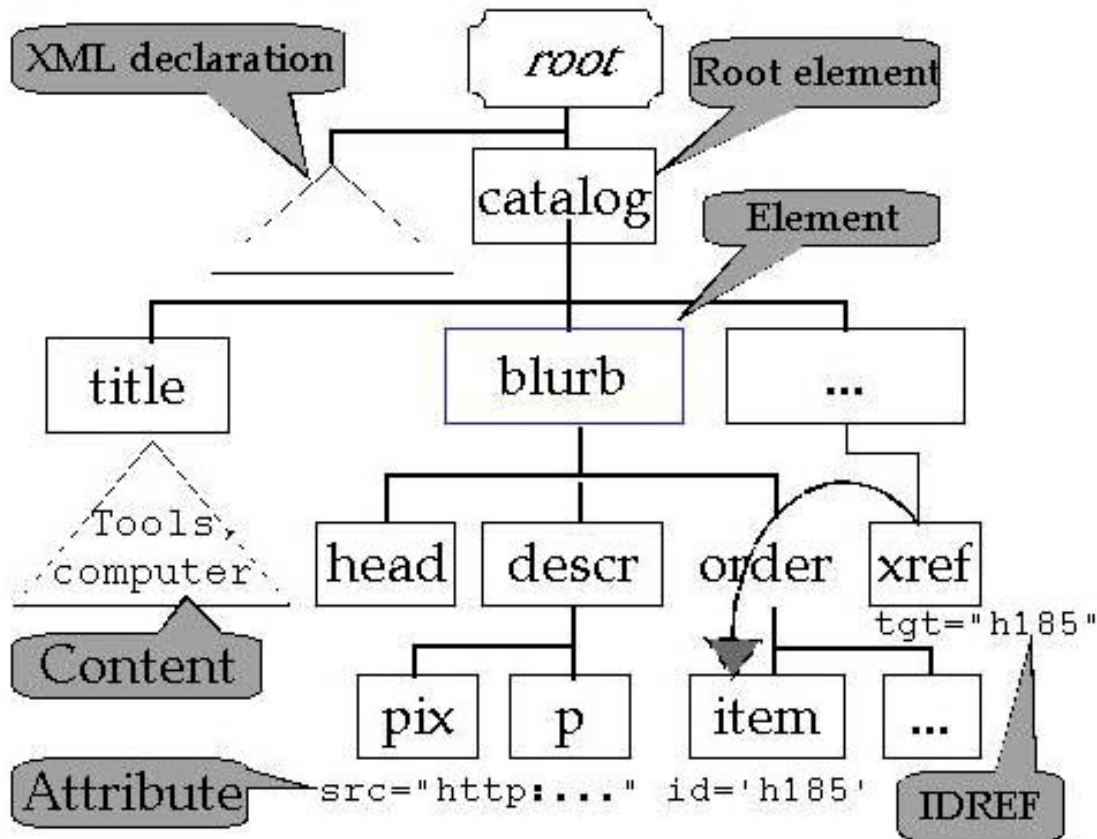 XML declaration
root
Root element
catalog
Element
title
blurb
...
Tools,
computer
head
descr
order
xref
tgt="h185"
Content
pix
p
item
...
Attribute
src="http:..."
id='h185'
IDREF